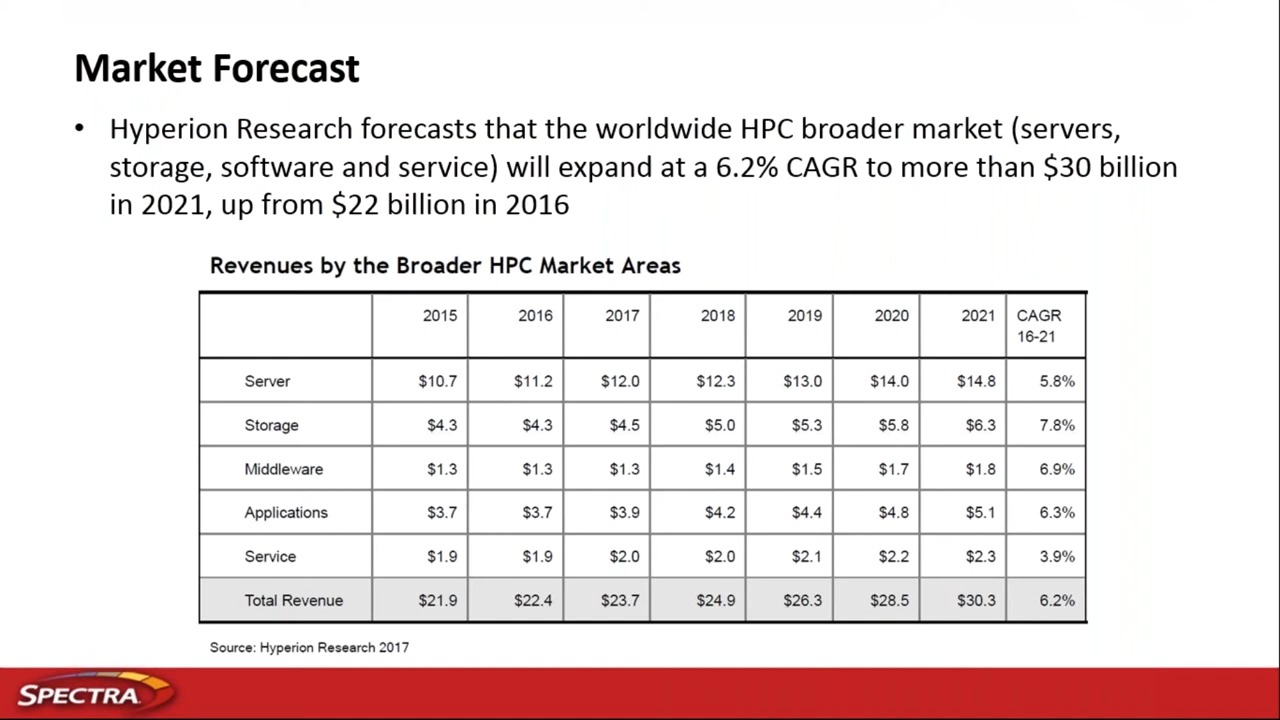 Market Forecast
• Hyperion Research forecasts that the worldwide HPC broader market (servers,
storage, software and service) will expand at a 6.2% CAGR to more than $30 billion
in 2021, up from $22 billion in 2016
Revenues by the Broader HPC Market Areas
2015 2016 2017 2018 2019 2020 2021 CAGR
16-21
Server $10.7 $11.2 $12.0 $12.3 $13.0 $14.0 $14.8 5.8%
Storage $4.3 $4.3 $4.5 $5.0 $5.3 $5.8 $6.3 7.8%
Middleware $1.3 $1.3 $1.3 $1.4 $1.5 $1.7 $1.8 6.9%
Applications $3.7 $3.7 $3.9 $4.2 $4.4 $4.8 $5.1 6.3%
Service $1.9 $1.9 $2.0 $2.0 $2.1 $2.2 $2.3 3.9%
Total Revenue $21.9 $22.4 $23.7 $24.9 $26.3 $28.5 $30.3 6.2%
Source: Hyperion Research 2017
SPECTRA